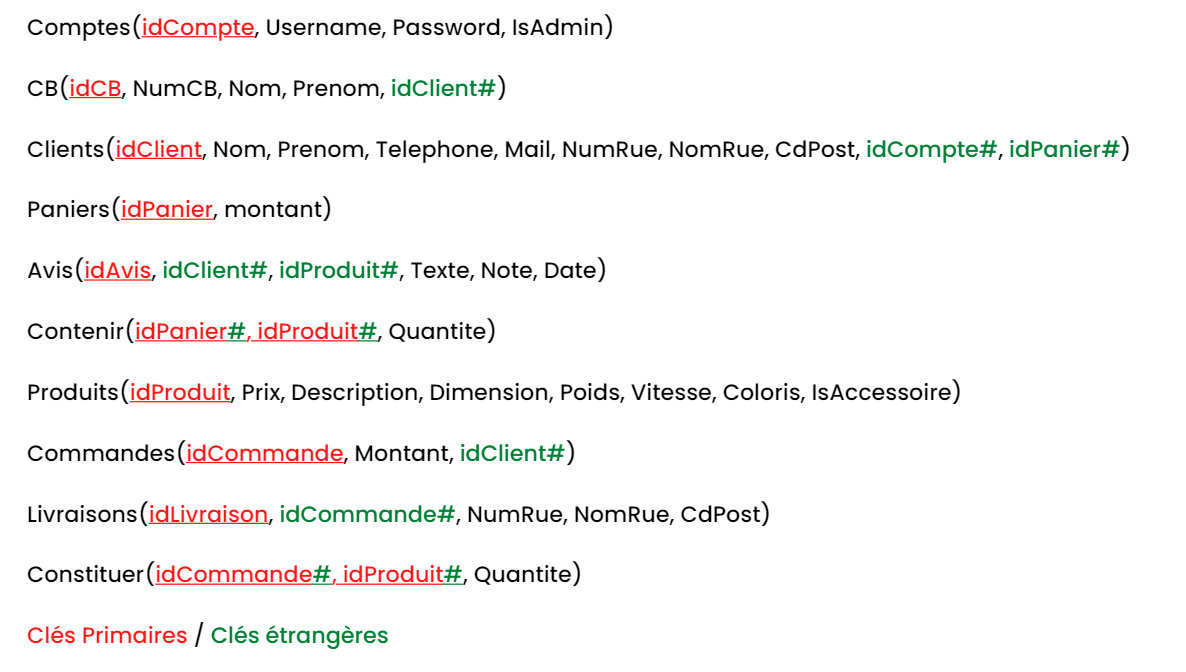 Comptes(idCompte, Username, Password, IsAdmin)
CB(idCB, NumCB, Nom, Prenom, idClient#)
Clients(idClient, Nom, Prenom, Telephone, Mail, NumRue, NomRue, CdPost, idCompte#, idPanier#)
Paniers(idPanier, montant)
Avis(idAvis, idClient#, idProduit#, Texte, Note, Date)
Contenir(idPanier#, idProduit#, Quantite)
Produits(idProduit, Prix, Description, Dimension, Poids, Vitesse, Coloris, IsAccessoire)
Commandes(idCommande, Montant, idClient#)
Livraisons(idLivraison, idCommande#, NumRue, NomRue, CdPost)
Constituer(idCommande#, idProduit#, Quantite)
Clés Primaires / Clés étrangères